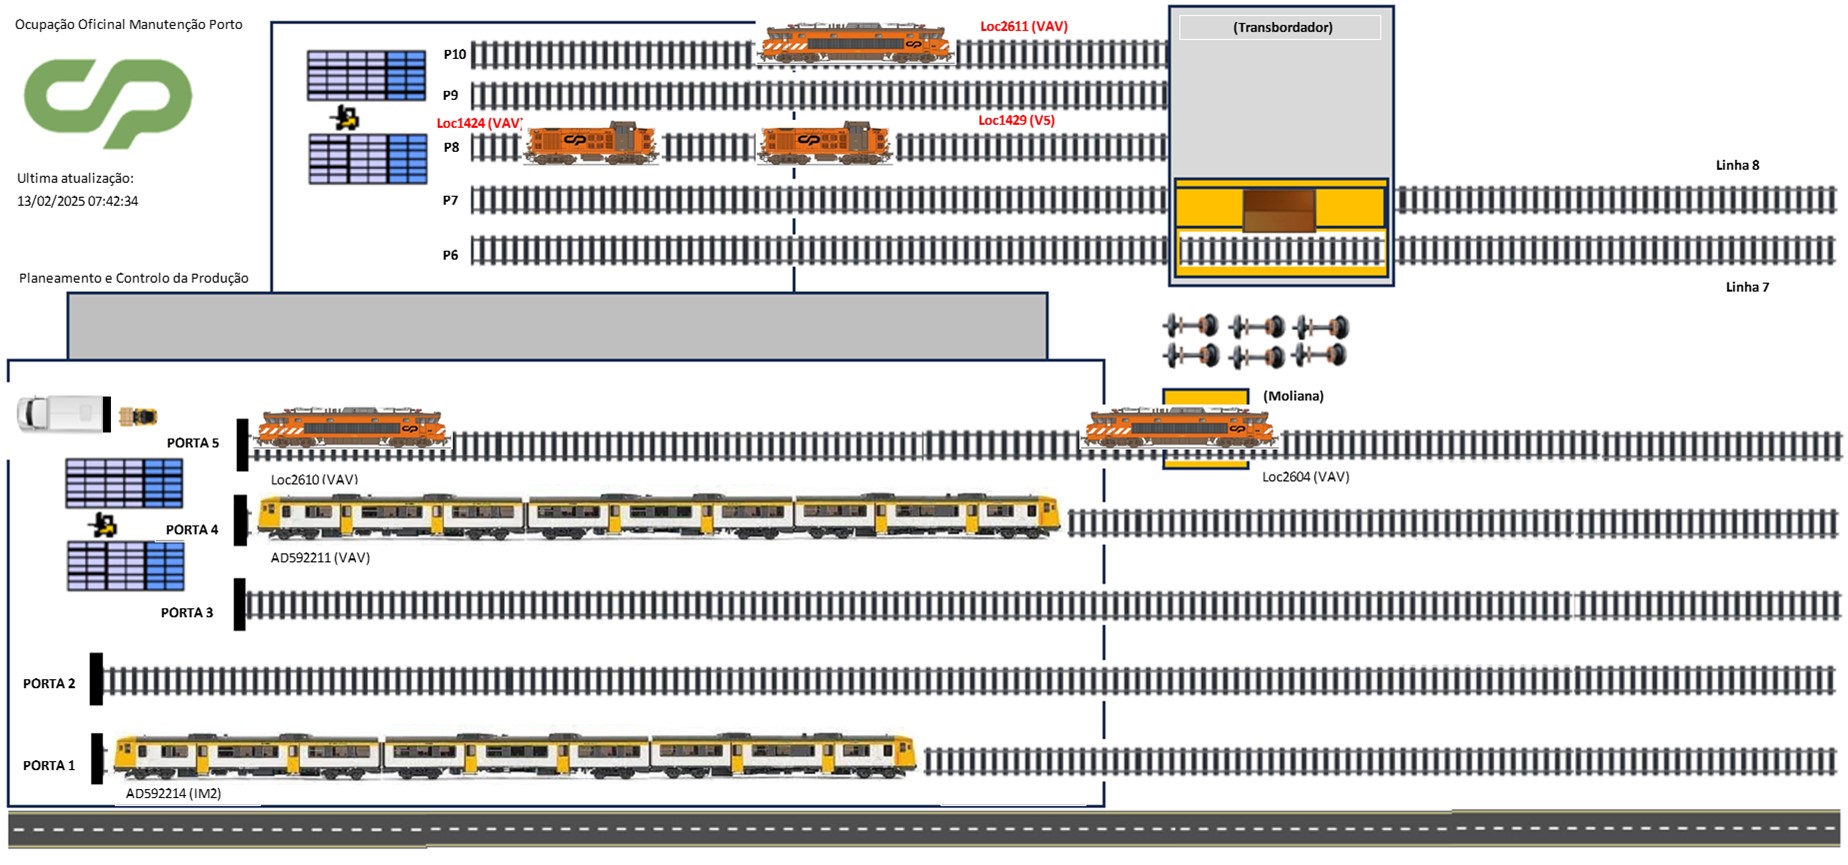 Ocupação Oficinal Manutenção Porto
Loc2611 (VAV)
(Transbordador)
P10
P9
Loc1424 (VAV)
Loc1429 (V5)
P8
Linha 8
Ultima atualização:
13/02/2025 07:42:34
P7
P6
Planeamento e Controlo da Produção
Linha 7
(Moliana)
PORTA 5
Loc2610 (VAV)
Loc2604 (VAV)
PORTA 4
AD592211 (VAV)
PORTA 3
PORTA 2
PORTA 1
AD592214 (IM2)